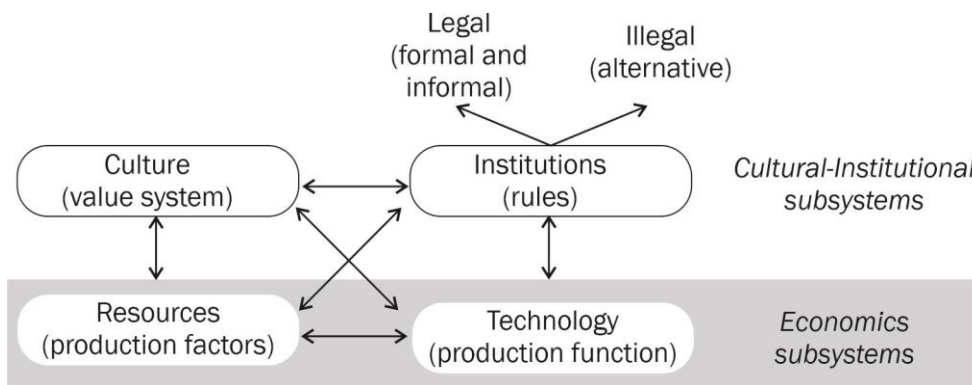 Legal
(formal and
informal)
Illegal
(alternative)
Culture
(value system)
Institutions
(rules)
Cultural-Institutional
subsystems
Resources
(production factors)
Technology
(production function)
Economics
subsystems